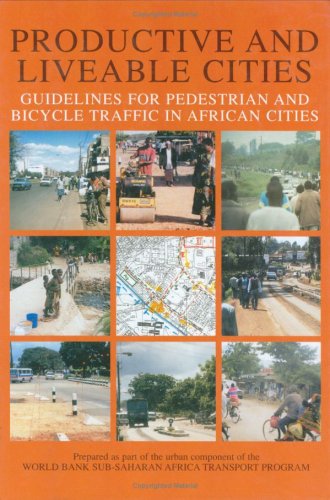 PRODUCTIVE AND
LIVEABLE CITIES
GUIDELINES FOR PEDESTRIAN AND
BICYCLE TRAFFIC IN AFRICAN CITIES
Prepared as part of the urban component of the
WORLD BANK SUB-SAHARAN AFRICA TRANSPORT PROGRAM